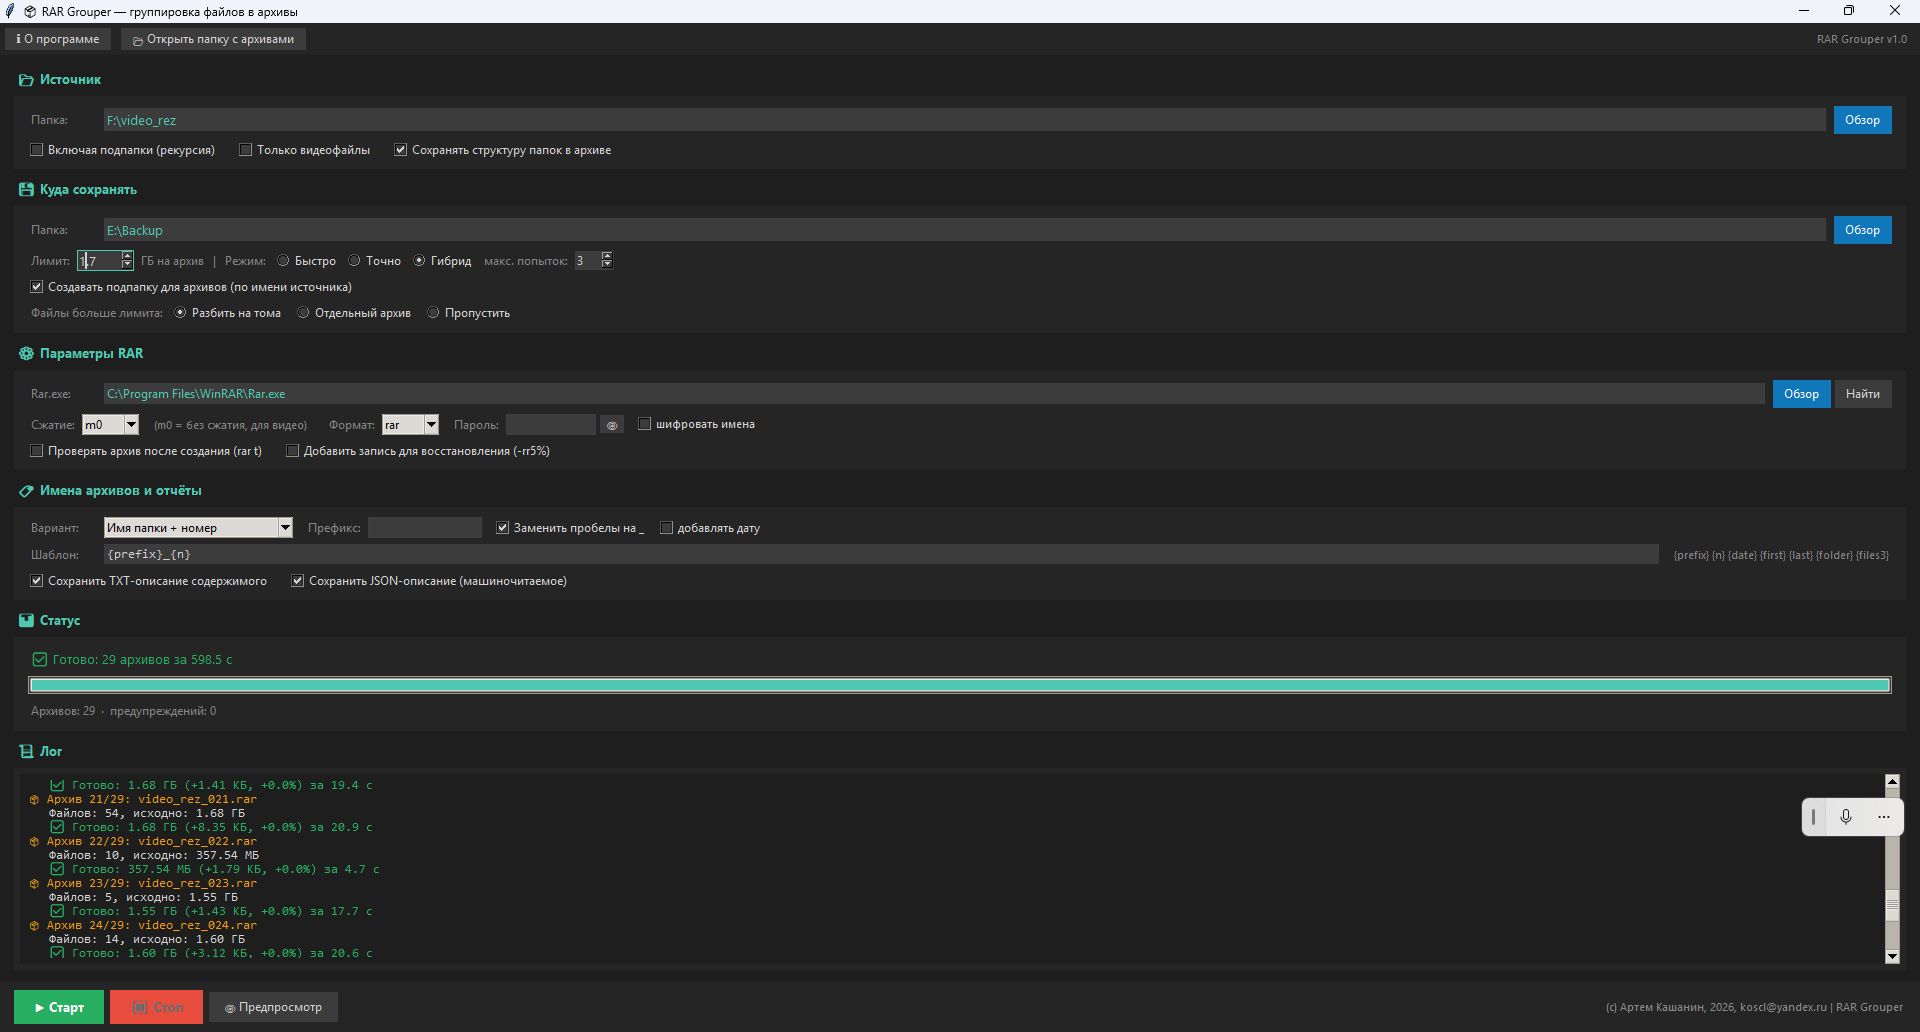 RAR Grouper — группировка файлов в архивы
О программе Открыть папку с архивами RAR Grouper v1.0
Источник
Папка: F:\video_rez Обзор
Включая подпапки (рекурсия) Только видеофайлы Сохранять структуру папок в архиве
Куда сохранять
Папка: E:\Backup Обзор
Лимит: 1.7 ГБ на архив | Режим: Быстро Точно Гибрид макс. попыток: 3
Создавать подпапку для архивов (по имени источника)
Файлы больше лимита: Разбить на тома Отдельный архив Пропустить
Параметры RAR
Rar.exe: C:\Program Files\WinRAR\Rar.exe Обзор Найти
Сжатие: m0 (m0 = без сжатия, для видео) Формат: rar Пароль: шифровать имена
Проверять архив после создания (rar t) Добавить запись для восстановления (-rr5%)
Имена архивов и отчёты
Вариант: Имя папки + номер Префикс: Заменить пробелы на _ добавлять дату
Шаблон: {prefix}_{n} {prefix} {n} {date} {first} {last} {folder} {files3}
Сохранить TXT-описание содержимого Сохранить JSON-описание (машиночитаемое)
Статус
Готово: 29 архивов за 598.5 с
Архивов: 29 · предупреждений: 0
Лог
Готово: 1.68 ГБ (+1.41 КБ, +0.0%) за 19.4 с
Архив 21/29: video_rez_021.rar
Файлов: 54, исходно: 1.68 ГБ
Готово: 1.68 ГБ (+8.35 КБ, +0.0%) за 20.9 с
Архив 22/29: video_rez_022.rar
Файлов: 10, исходно: 357.54 МБ
Готово: 357.54 МБ (+1.79 КБ, +0.0%) за 4.7 с
Архив 23/29: video_rez_023.rar
Файлов: 5, исходно: 1.55 ГБ
Готово: 1.55 ГБ (+1.43 КБ, +0.0%) за 17.7 с
Архив 24/29: video_rez_024.rar
Файлов: 14, исходно: 1.60 ГБ
Готово: 1.60 ГБ (+3.12 КБ, +0.0%) за 20.6 с
Старт Стоп Предпросмотр (c) Артем Кашанин, 2026, koscl@yandex.ru | RAR Grouper